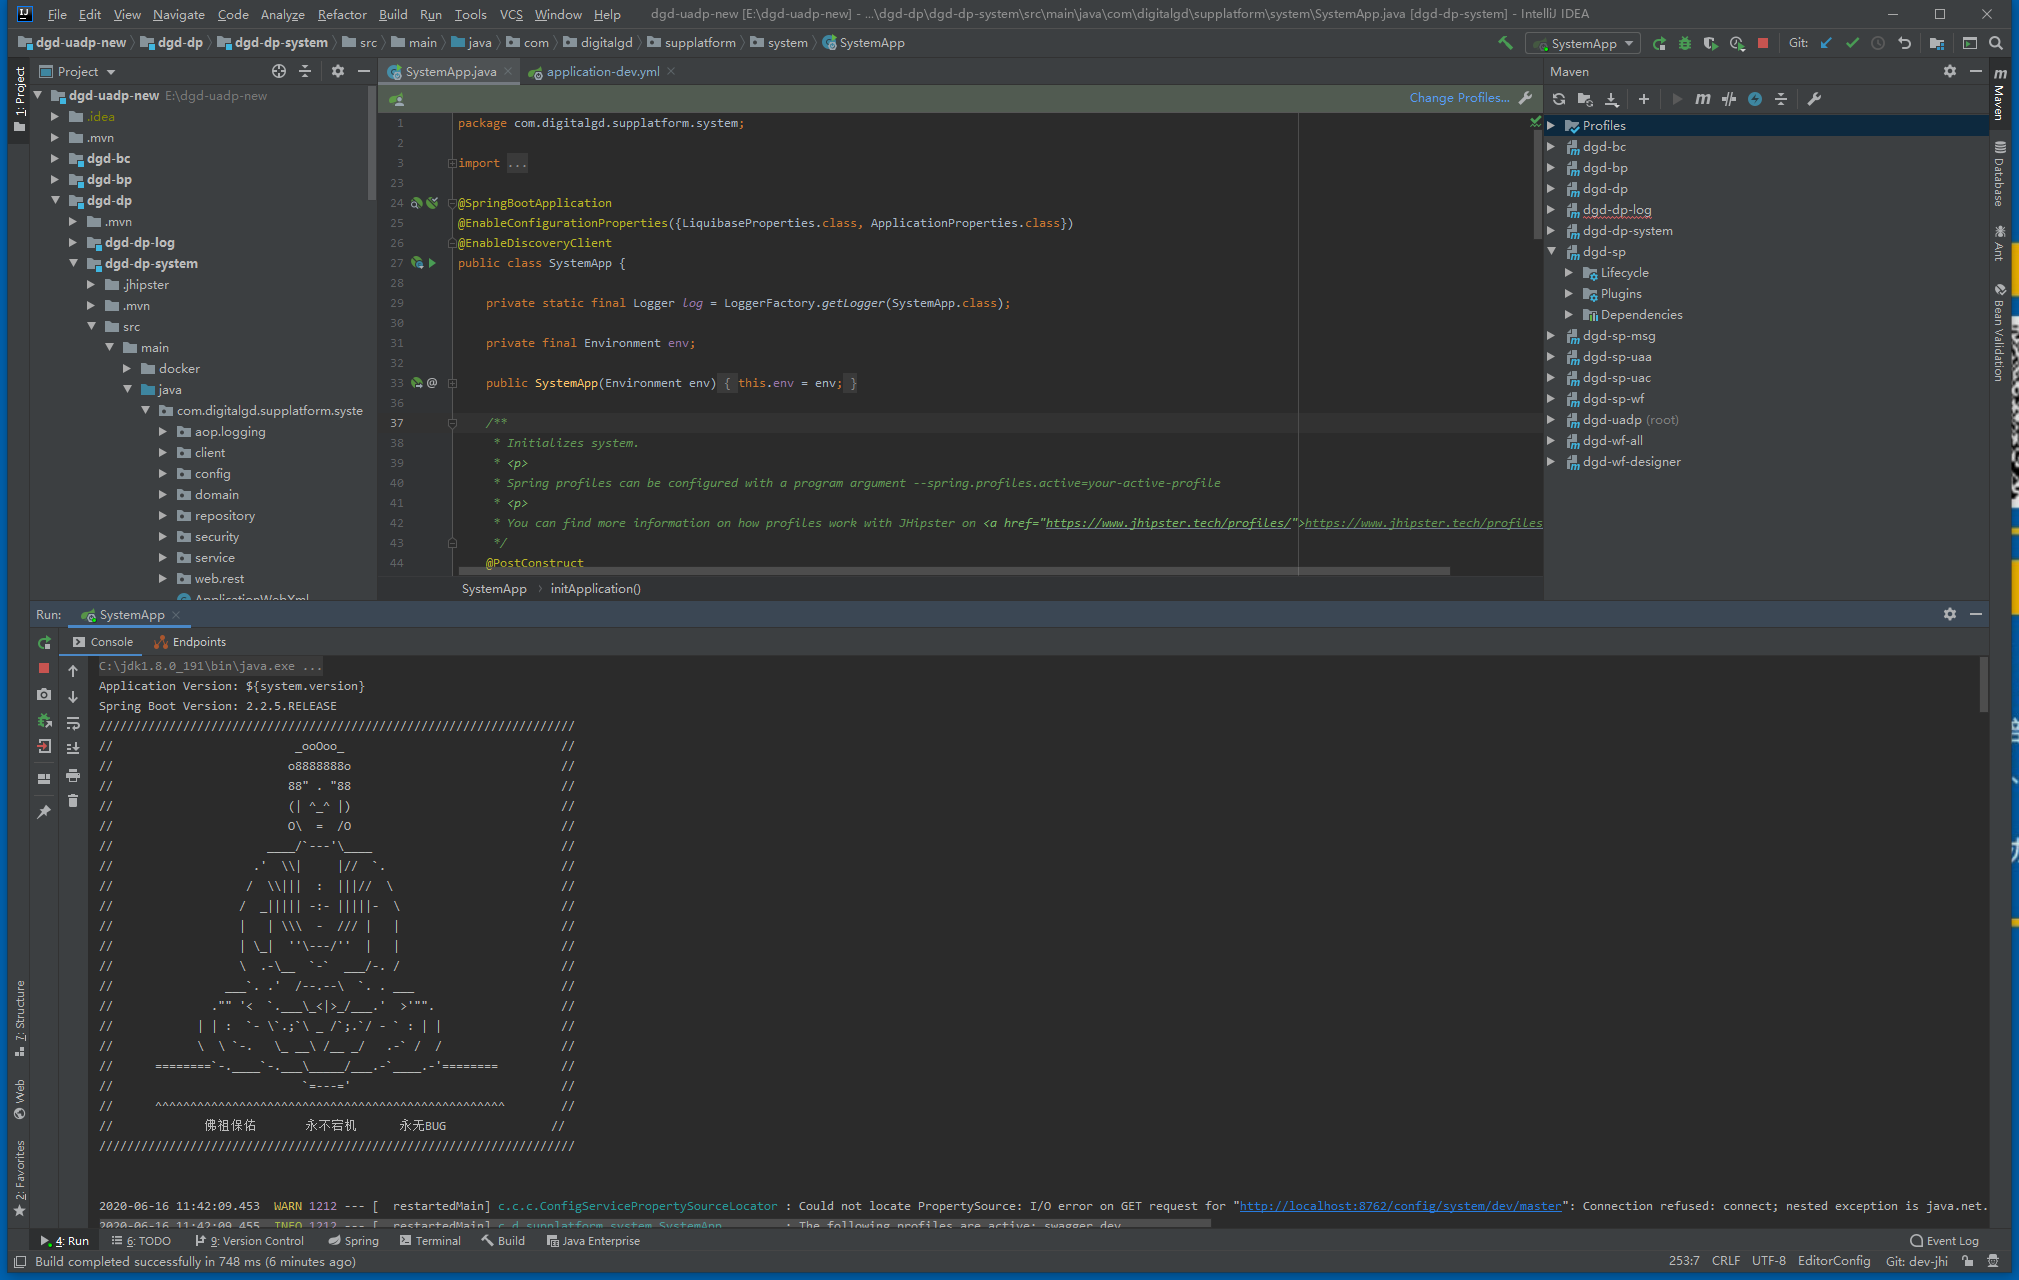 File Edit View Navigate Code Analyze Refactor Build Run Tools VCS Window Help dgd-uadp-new [E:\dgd-uadp-new] - ...\dgd-dp\dgd-dp-system\src\main\java\com\digitalgd\supplatform\system\SystemApp.java [dgd-dp-system] - IntelliJ IDEA
dgd-uadp-new dgd-dp dgd-dp-system src main java com digitalgd supplatform system SystemApp
SystemApp
Git:
1: Project
Project
dgd-uadp-new E:\dgd-uadp-new
.idea
.mvn
dgd-bc
dgd-bp
dgd-dp
.mvn
dgd-dp-log
dgd-dp-system
.jhipster
.mvn
src
main
docker
java
com.digitalgd.supplatform.syste
aop.logging
client
config
domain
repository
security
service
web.rest
ApplicationWebXml
SystemApp.java application-dev.yml
Change Profiles...
1 package com.digitalgd.supplatform.system;
2
3 import ...
23
24 @SpringBootApplication
25 @EnableConfigurationProperties({LiquibaseProperties.class, ApplicationProperties.class})
26 @EnableDiscoveryClient
27 public class SystemApp {
28
29 private static final Logger log = LoggerFactory.getLogger(SystemApp.class);
30
31 private final Environment env;
32
33 public SystemApp(Environment env) { this.env = env; }
36
37 /**
38 * Initializes system.
39 * <p>
40 * Spring profiles can be configured with a program argument --spring.profiles.active=your-active-profile
41 * <p>
42 * You can find more information on how profiles work with JHipster on <a href="https://www.jhipster.tech/profiles/">https://www.jhipster.tech/profiles
43 */
44 @PostConstruct
SystemApp › initApplication()
Maven
Profiles
dgd-bc
dgd-bp
dgd-dp
dgd-dp-log
dgd-dp-system
dgd-sp
Lifecycle
Plugins
Dependencies
dgd-sp-msg
dgd-sp-uaa
dgd-sp-uac
dgd-sp-wf
dgd-uadp (root)
dgd-wf-all
dgd-wf-designer
Maven
Database
Ant
Bean Validation
Run: SystemApp
Console Endpoints
C:\jdk1.8.0_191\bin\java.exe ...
Application Version: ${system.version}
Spring Boot Version: 2.2.5.RELEASE
////////////////////////////////////////////////////////////////////
//                          _ooOoo_                               //
//                         o8888888o                              //
//                         88" . "88                              //
//                         (| ^_^ |)                              //
//                         O\  =  /O                              //
//                      ____/`---'\____                           //
//                    .'  \\|     |//  `.                         //
//                   /  \\|||  :  |||//  \                        //
//                  /  _||||| -:- |||||-  \                       //
//                  |   | \\\  -  /// |   |                       //
//                  | \_|  ''\---/''  |   |                       //
//                  \  .-\__  `-`  ___/-. /                       //
//                ___`. .'  /--.--\  `. . ___                     //
//              ."" '<  `.___\_<|>_/___.'  >'"".                  //
//            | | :  `- \`.;`\ _ /`;.`/ - ` : | |                 //
//            \  \ `-.   \_ __\ /__ _/   .-` /  /                 //
//      ========`-.____`-.___\_____/___.-`____.-'========         //
//                           `=---='                              //
//      ^^^^^^^^^^^^^^^^^^^^^^^^^^^^^^^^^^^^^^^^^^^^^^^^^^        //
//             佛祖保佑       永不宕机      永无BUG               //
////////////////////////////////////////////////////////////////////
2020-06-16 11:42:09.453 WARN 1212 --- [ restartedMain] c.c.c.ConfigServicePropertySourceLocator : Could not locate PropertySource: I/O error on GET request for "http://localhost:8762/config/system/dev/master": Connection refused: connect; nested exception is java.net.
2020-06-16 11:42:09.455 INFO 1212 --- [ restartedMain] c.d.supplatform.system.SystemApp : The following profiles are active: swagger,dev
7: Structure
Web
2: Favorites
4: Run 6: TODO 9: Version Control Spring Terminal Build Java Enterprise Event Log
Build completed successfully in 748 ms (6 minutes ago) 253:7 CRLF UTF-8 EditorConfig Git: dev-jhi